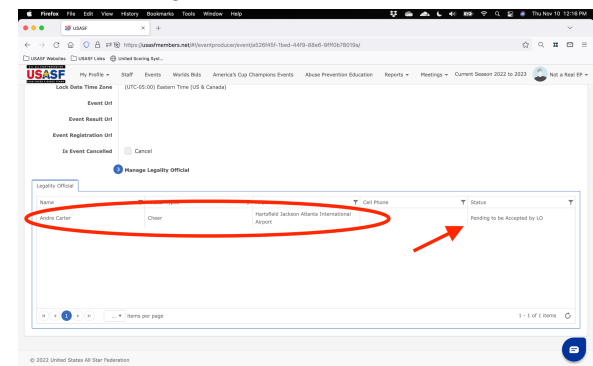 Firefox File Edit View History Bookmarks Tools Window Help Thu Nov 10 12:16 PM
USASF
https://usasfmembers.net/#/eventproducer/event/a526f45f-1bed-44f9-88e6-9fff0b78019a/
USASF Websites USASF Links United Scoring Syst...
USASF My Profile Staff Events Worlds Bids America's Cup Champions Events Abuse Prevention Education Reports Meetings Current Season 2022 to 2023 Not a Real EP
Lock Date Time Zone (UTC-05:00) Eastern Time (US & Canada)
Event Url
Event Result Url
Event Registration Url
Is Event Cancelled Cancel
3 Manage Legality Official
Legality Official
Name Cell Phone Status
Andre Carter Cheer Hartsfield Jackson Atlanta International Airport Pending to be Accepted by LO
1 ... items per page 1 - 1 of 1 items
© 2022 United States All Star Federation